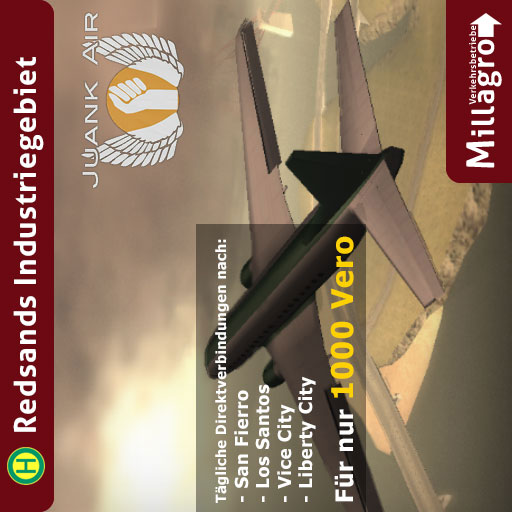 H Redsands Industriegebiet
JUANK AIR
Tägliche Direktverbindungen nach:
- San Fierro
- Los Santos
- Vice City
- Liberty City
Für nur 1000 Vero
Verkehrsbetriebe
Millagro